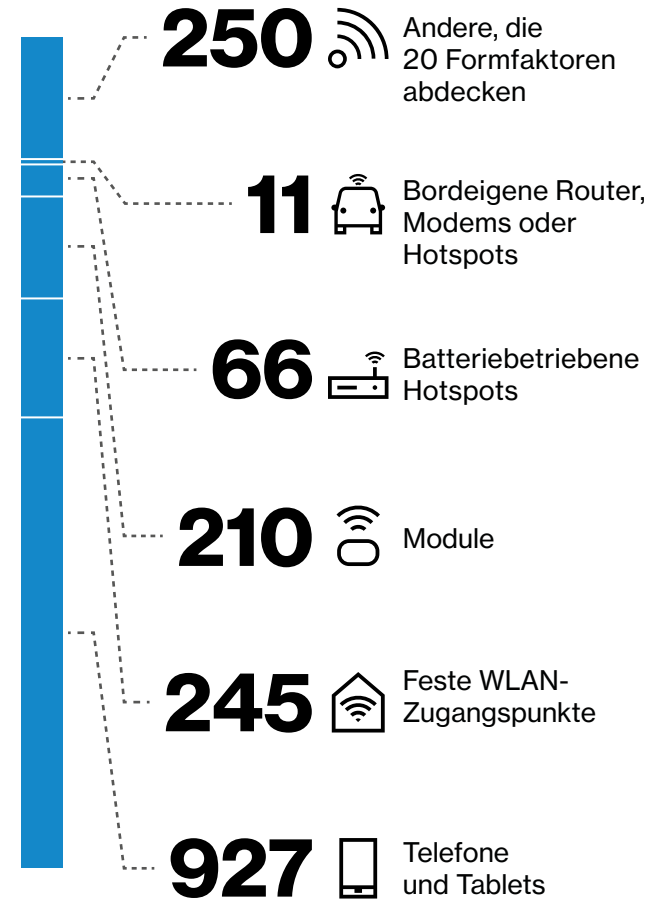 250
Andere, die
20 Formfaktoren
abdecken
11
Bordeigene Router,
Modems oder
Hotspots
66
Batteriebetriebene
Hotspots
210
Module
245
Feste WLAN-
Zugangspunkte
927
Telefone
und Tablets